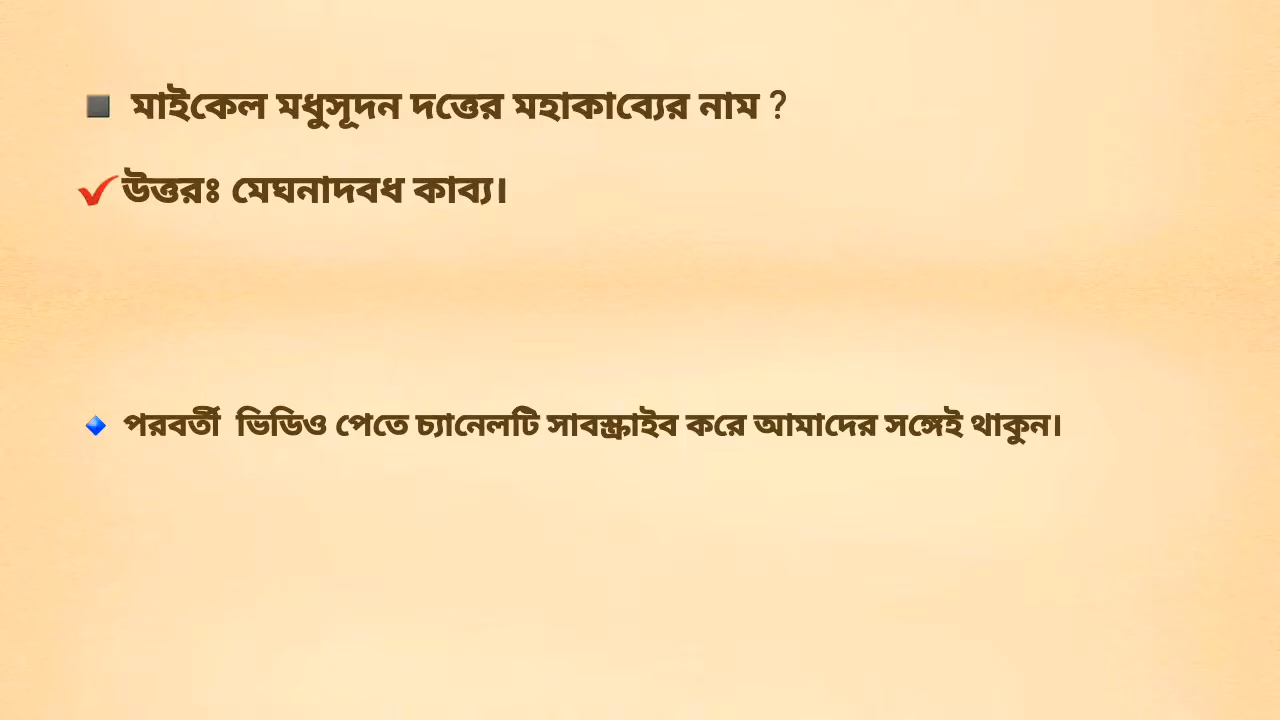 মাইকেল মধুসূদন দত্তের মহাকাব্যের নাম ?
উত্তরঃ মেঘনাদবধ কাব্য।
পরবর্তী ভিডিও পেতে চ্যানেলটি সাবস্ক্রাইব করে আমাদের সঙ্গেই থাকুন।